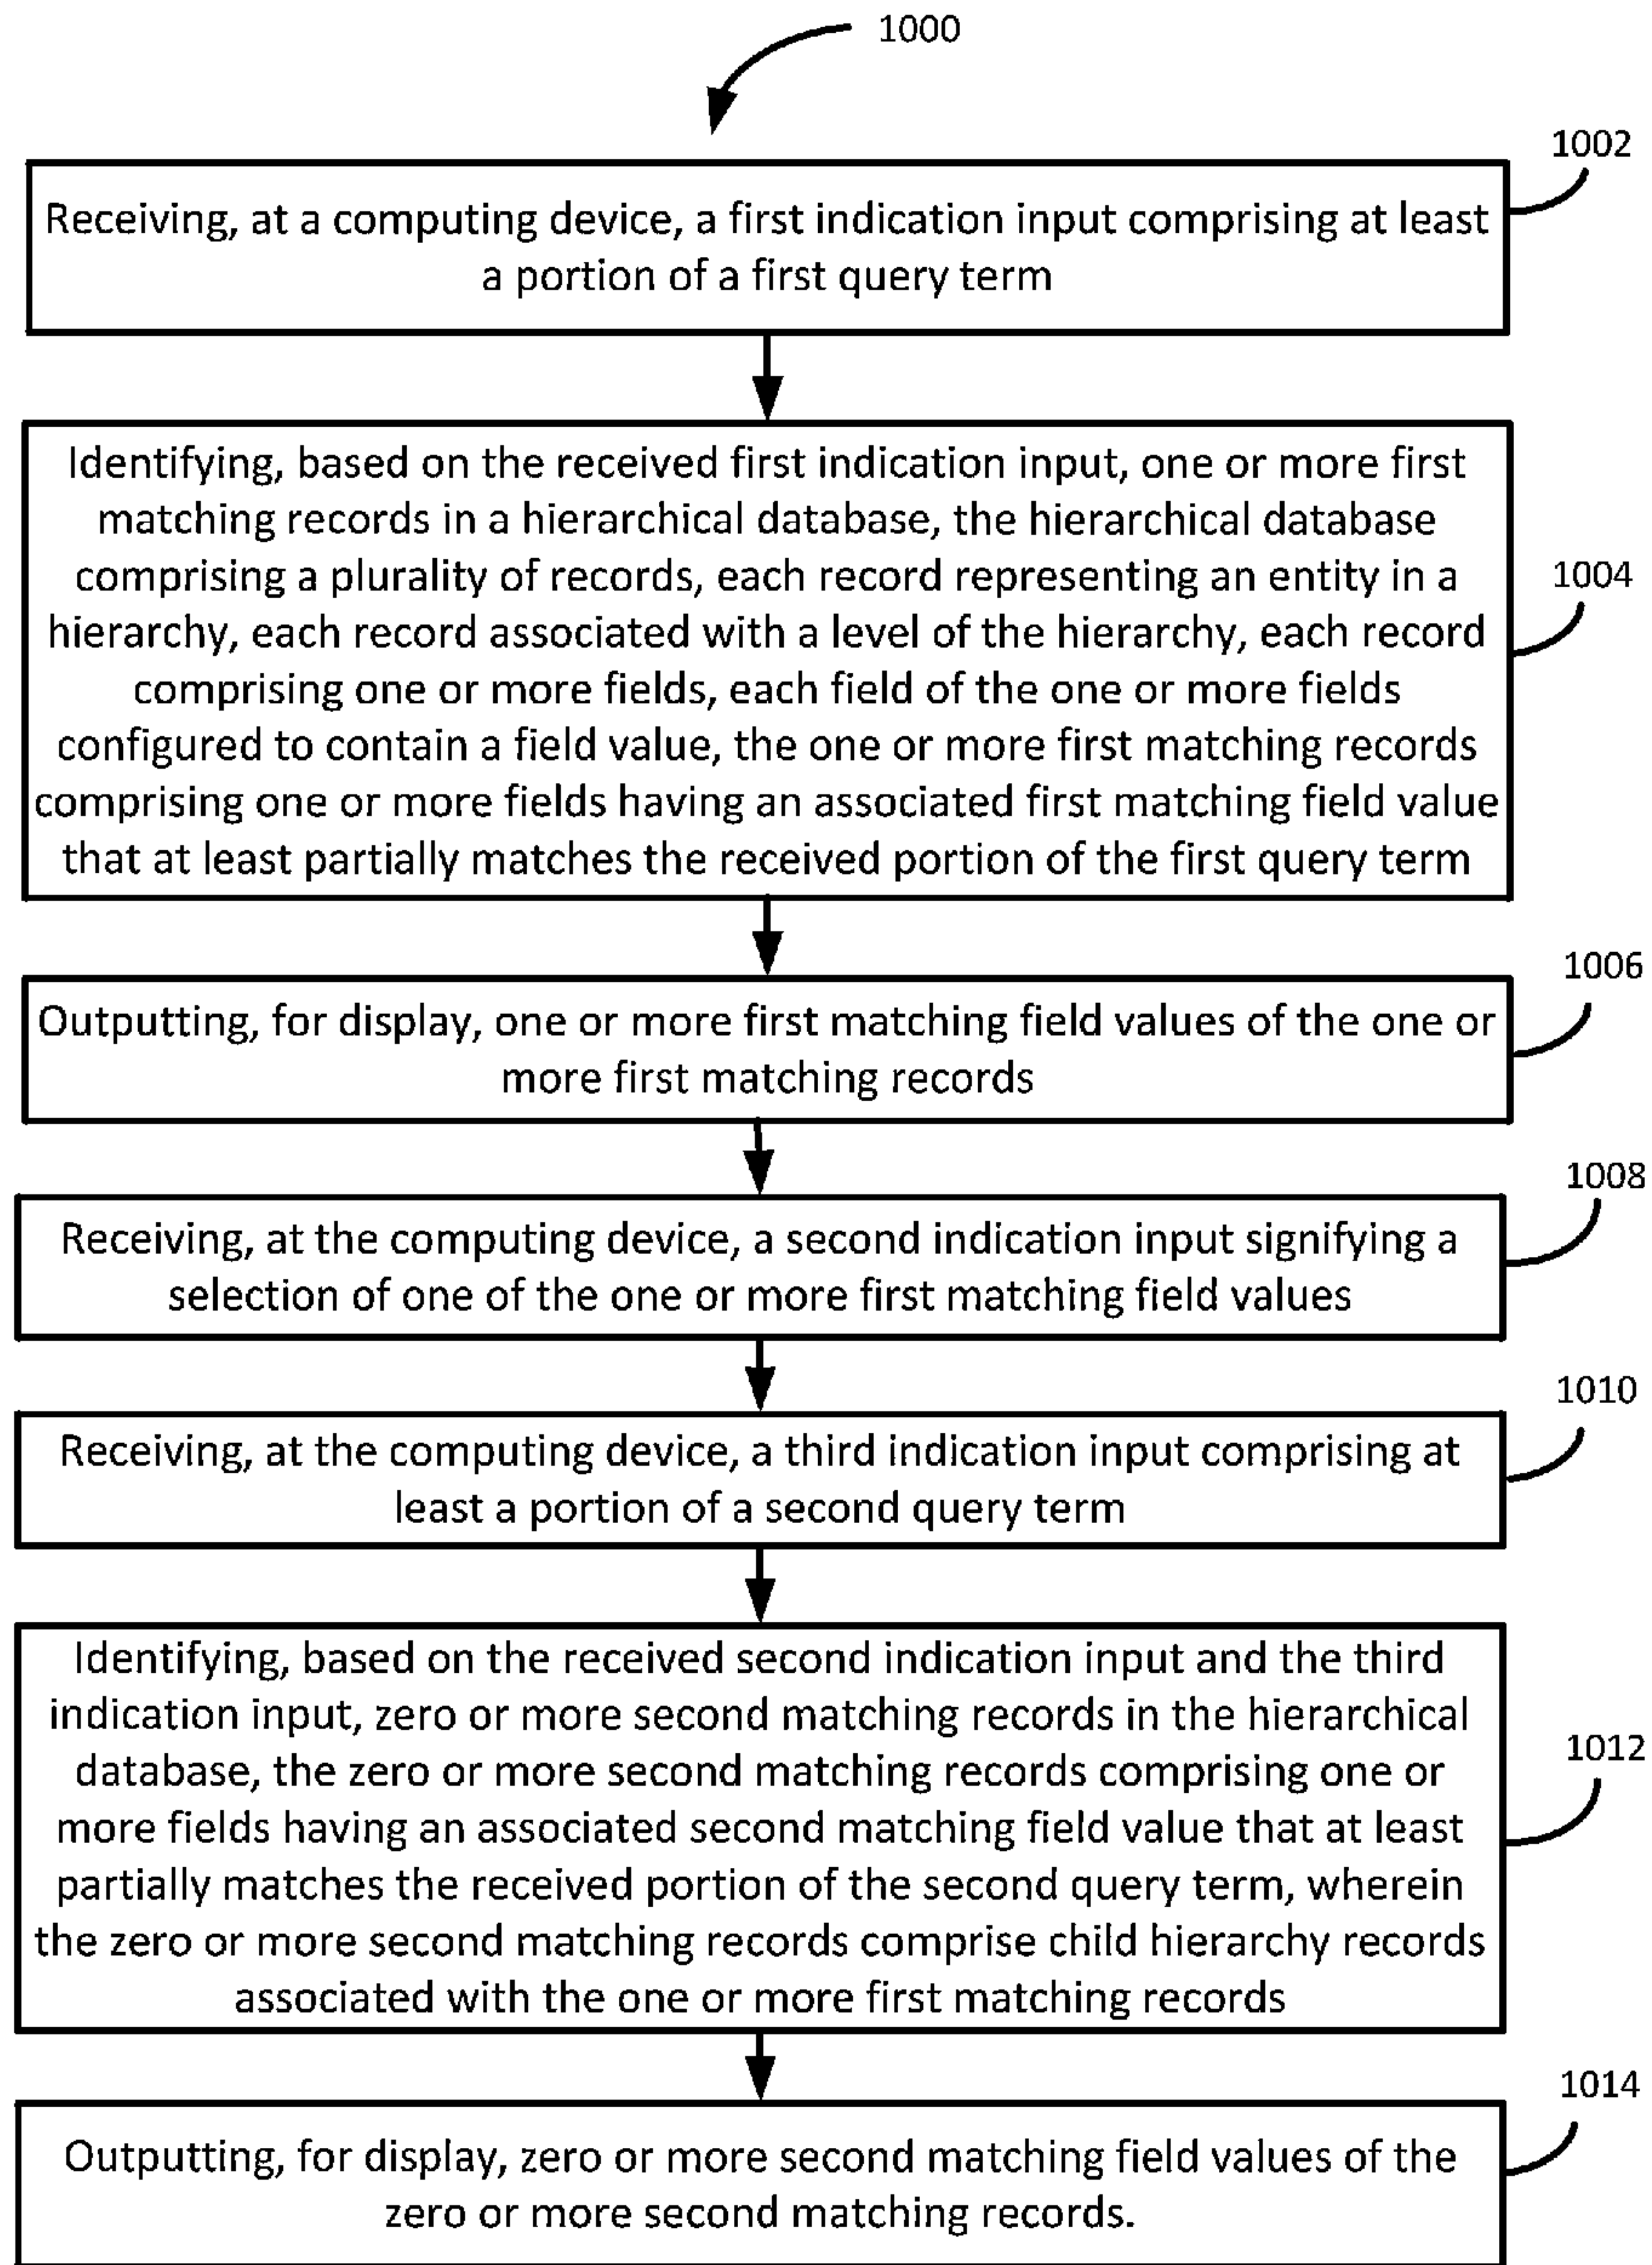 1000
1002
Receiving, at a computing device, a first indication input comprising at least
a portion of a first query term
Identifying, based on the received first indication input, one or more first
matching records in a hierarchical database, the hierarchical database
comprising a plurality of records, each record representing an entity in a
hierarchy, each record associated with a level of the hierarchy, each record
comprising one or more fields, each field of the one or more fields
configured to contain a field value, the one or more first matching records
comprising one or more fields having an associated first matching field value
that at least partially matches the received portion of the first query term
1004
1006
Outputting, for display, one or more first matching field values of the one or
more first matching records
1008
Receiving, at the computing device, a second indication input signifying a
selection of one of the one or more first matching field values
1010
Receiving, at the computing device, a third indication input comprising at
least a portion of a second query term
Identifying, based on the received second indication input and the third
indication input, zero or more second matching records in the hierarchical
database, the zero or more second matching records comprising one or
more fields having an associated second matching field value that at least
partially matches the received portion of the second query term, wherein
the zero or more second matching records comprise child hierarchy records
associated with the one or more first matching records
1012
1014
Outputting, for display, zero or more second matching field values of the
zero or more second matching records.